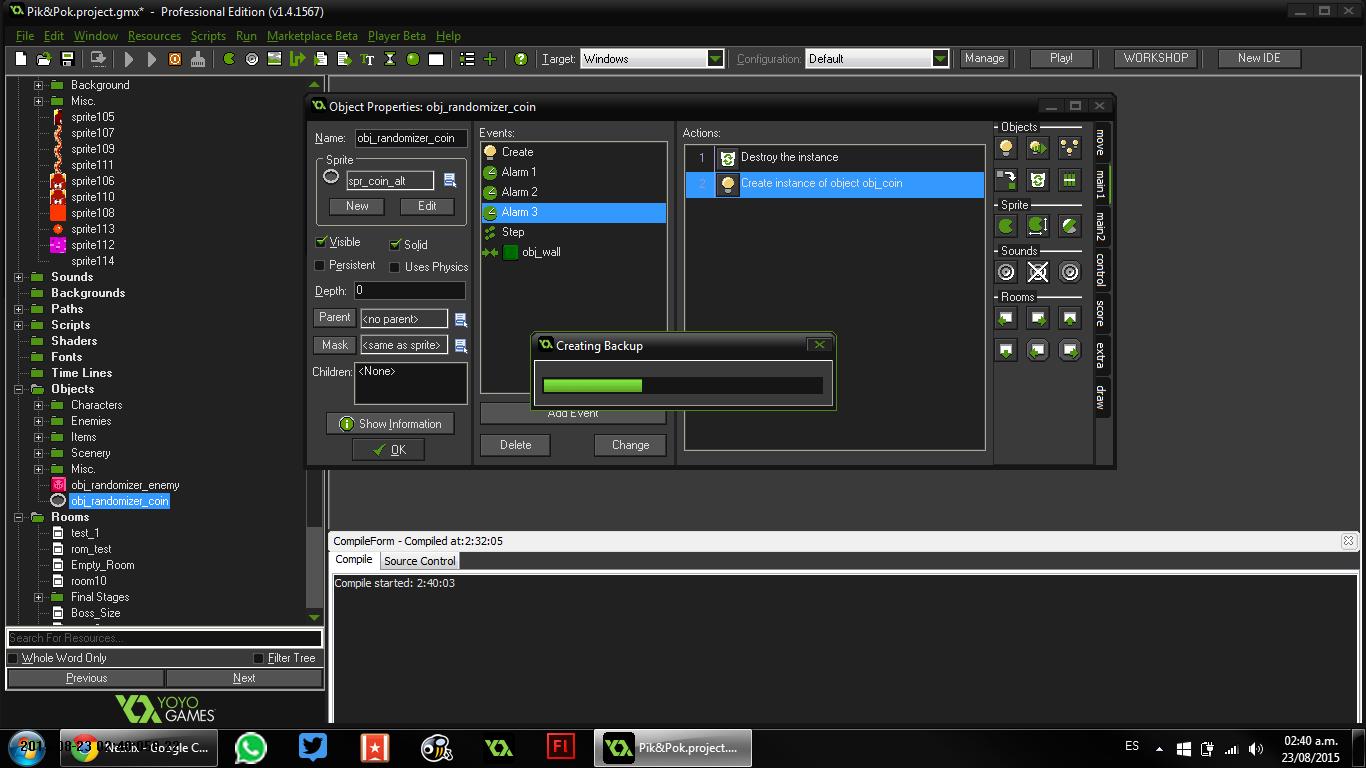 Pik&Pok.project.gmx* - Professional Edition (v1.4.1567)
File Edit Window Resources Scripts Run Marketplace Beta Player Beta Help
Target: Windows Configuration: Default Manage Play! WORKSHOP New IDE
Background
Misc.
sprite105
sprite107
sprite109
sprite111
sprite106
sprite110
sprite108
sprite113
sprite112
sprite114
Sounds
Backgrounds
Paths
Scripts
Shaders
Fonts
Time Lines
Objects
Characters
Enemies
Items
Scenery
Misc.
obj_randomizer_enemy
obj_randomizer_coin
Rooms
test_1
rom_test
Empty_Room
room10
Final Stages
Boss_Size
Search For Resources...
Whole Word Only Filter Tree
Previous Next
YOYO
GAMES
Object Properties: obj_randomizer_coin
Name: obj_randomizer_coin
Sprite
spr_coin_alt
New Edit
Visible Solid
Persistent Uses Physics
Depth: 0
Parent <no parent>
Mask <same as sprite>
Children: <None>
Show Information
OK
Events:
Create
Alarm 1
Alarm 2
Alarm 3
Step
obj_wall
Add Event
Delete Change
Actions:
1 Destroy the instance
2 Create instance of object obj_coin
Objects
Sprite
Sounds
Rooms
move
main1
main2
control
score
extra
draw
Creating Backup
CompileForm - Compiled at:2:32:05
Compile Source Control
Compile started: 2:40:03
Netflix - Google C...
Fl
Pik&Pok.project....
ES
02:40 a.m.
23/08/2015